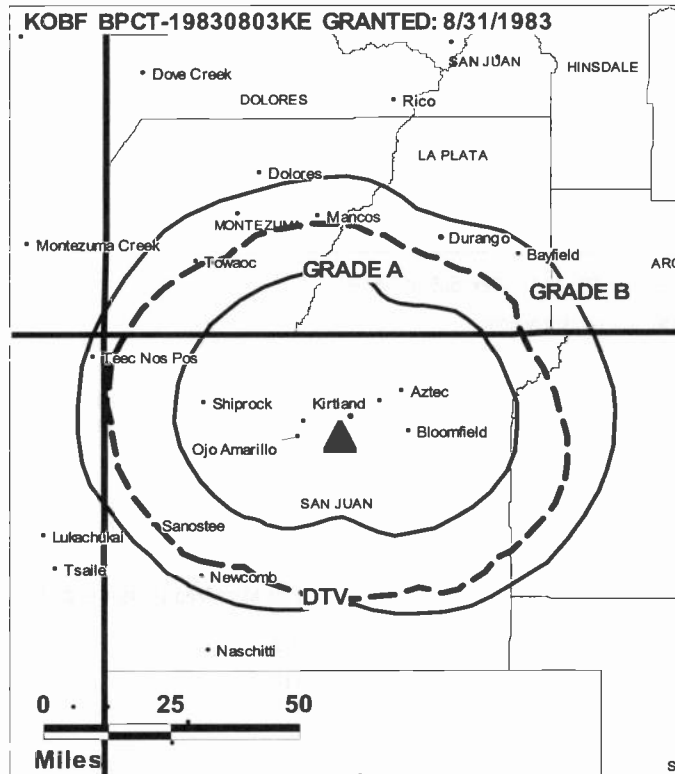 KOBF BPCT-19830803KE GRANTED: 8/31/1983
SAN JUAN
HINSDALE
Dove Creek
DOLORES
Rico
LA PLATA
Dolores
MONTEZUMA
Mancos
Durango
Montezuma Creek
Bayfield
Towaoc
GRADE A
ARC
GRADE B
Teec Nos Pos
Shiprock
Kirtland
Aztec
Ojo Amarillo
Bloomfield
SAN JUAN
Sanostee
Lukachukai
Tsaile
Newcomb
DTV
Naschitti
0 25 50
Miles
S